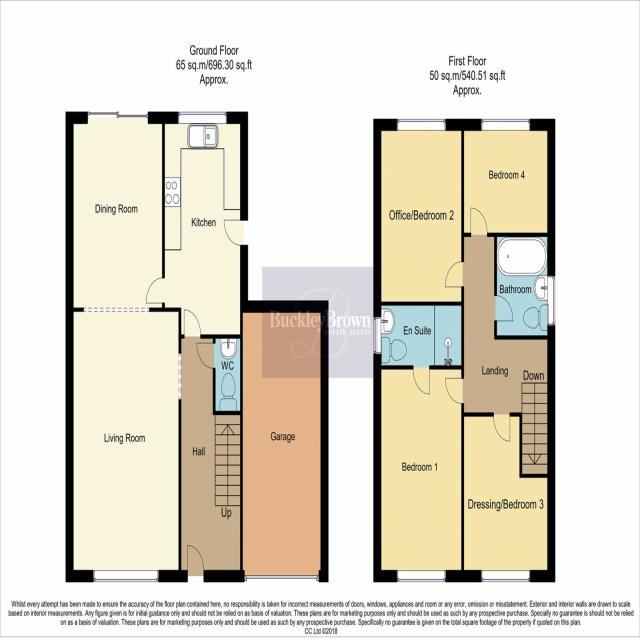 Ground Floor
65 sq.m/696.30 sq.ft
Approx.
First Floor
50 sq.m/540.51 sq.ft
Approx.
Dining Room
Kitchen
Living Room
Hall
WC
Up
Garage
BuckleyBrown
ESTATE AGENTS
Office/Bedroom 2
Bedroom 4
Bathroom
En Suite
Landing
Down
Bedroom 1
Dressing/Bedroom 3
Whilst every attempt has been made to ensure the accuracy of the floor plan contained here, no responsibility is taken for incorrect measurements of doors, windows, appliances and room or any error, omission or misstatement. Exterior and interior walls are drawn to scale
based on interior measurements. Any figure given is for initial guidance only and should not be relied on as a basis of valuation. These plans are for marketing purposes only and should be used as such by any prospective purchase. Specially no guarantee is should not be relied
on as a basis of valuation. These plans are for marketing purposes only and should be used as such by any prospective purchase. Specifically no guarantee is given on the total square footage of the property if quoted on this plan.
CC Ltd ©2018